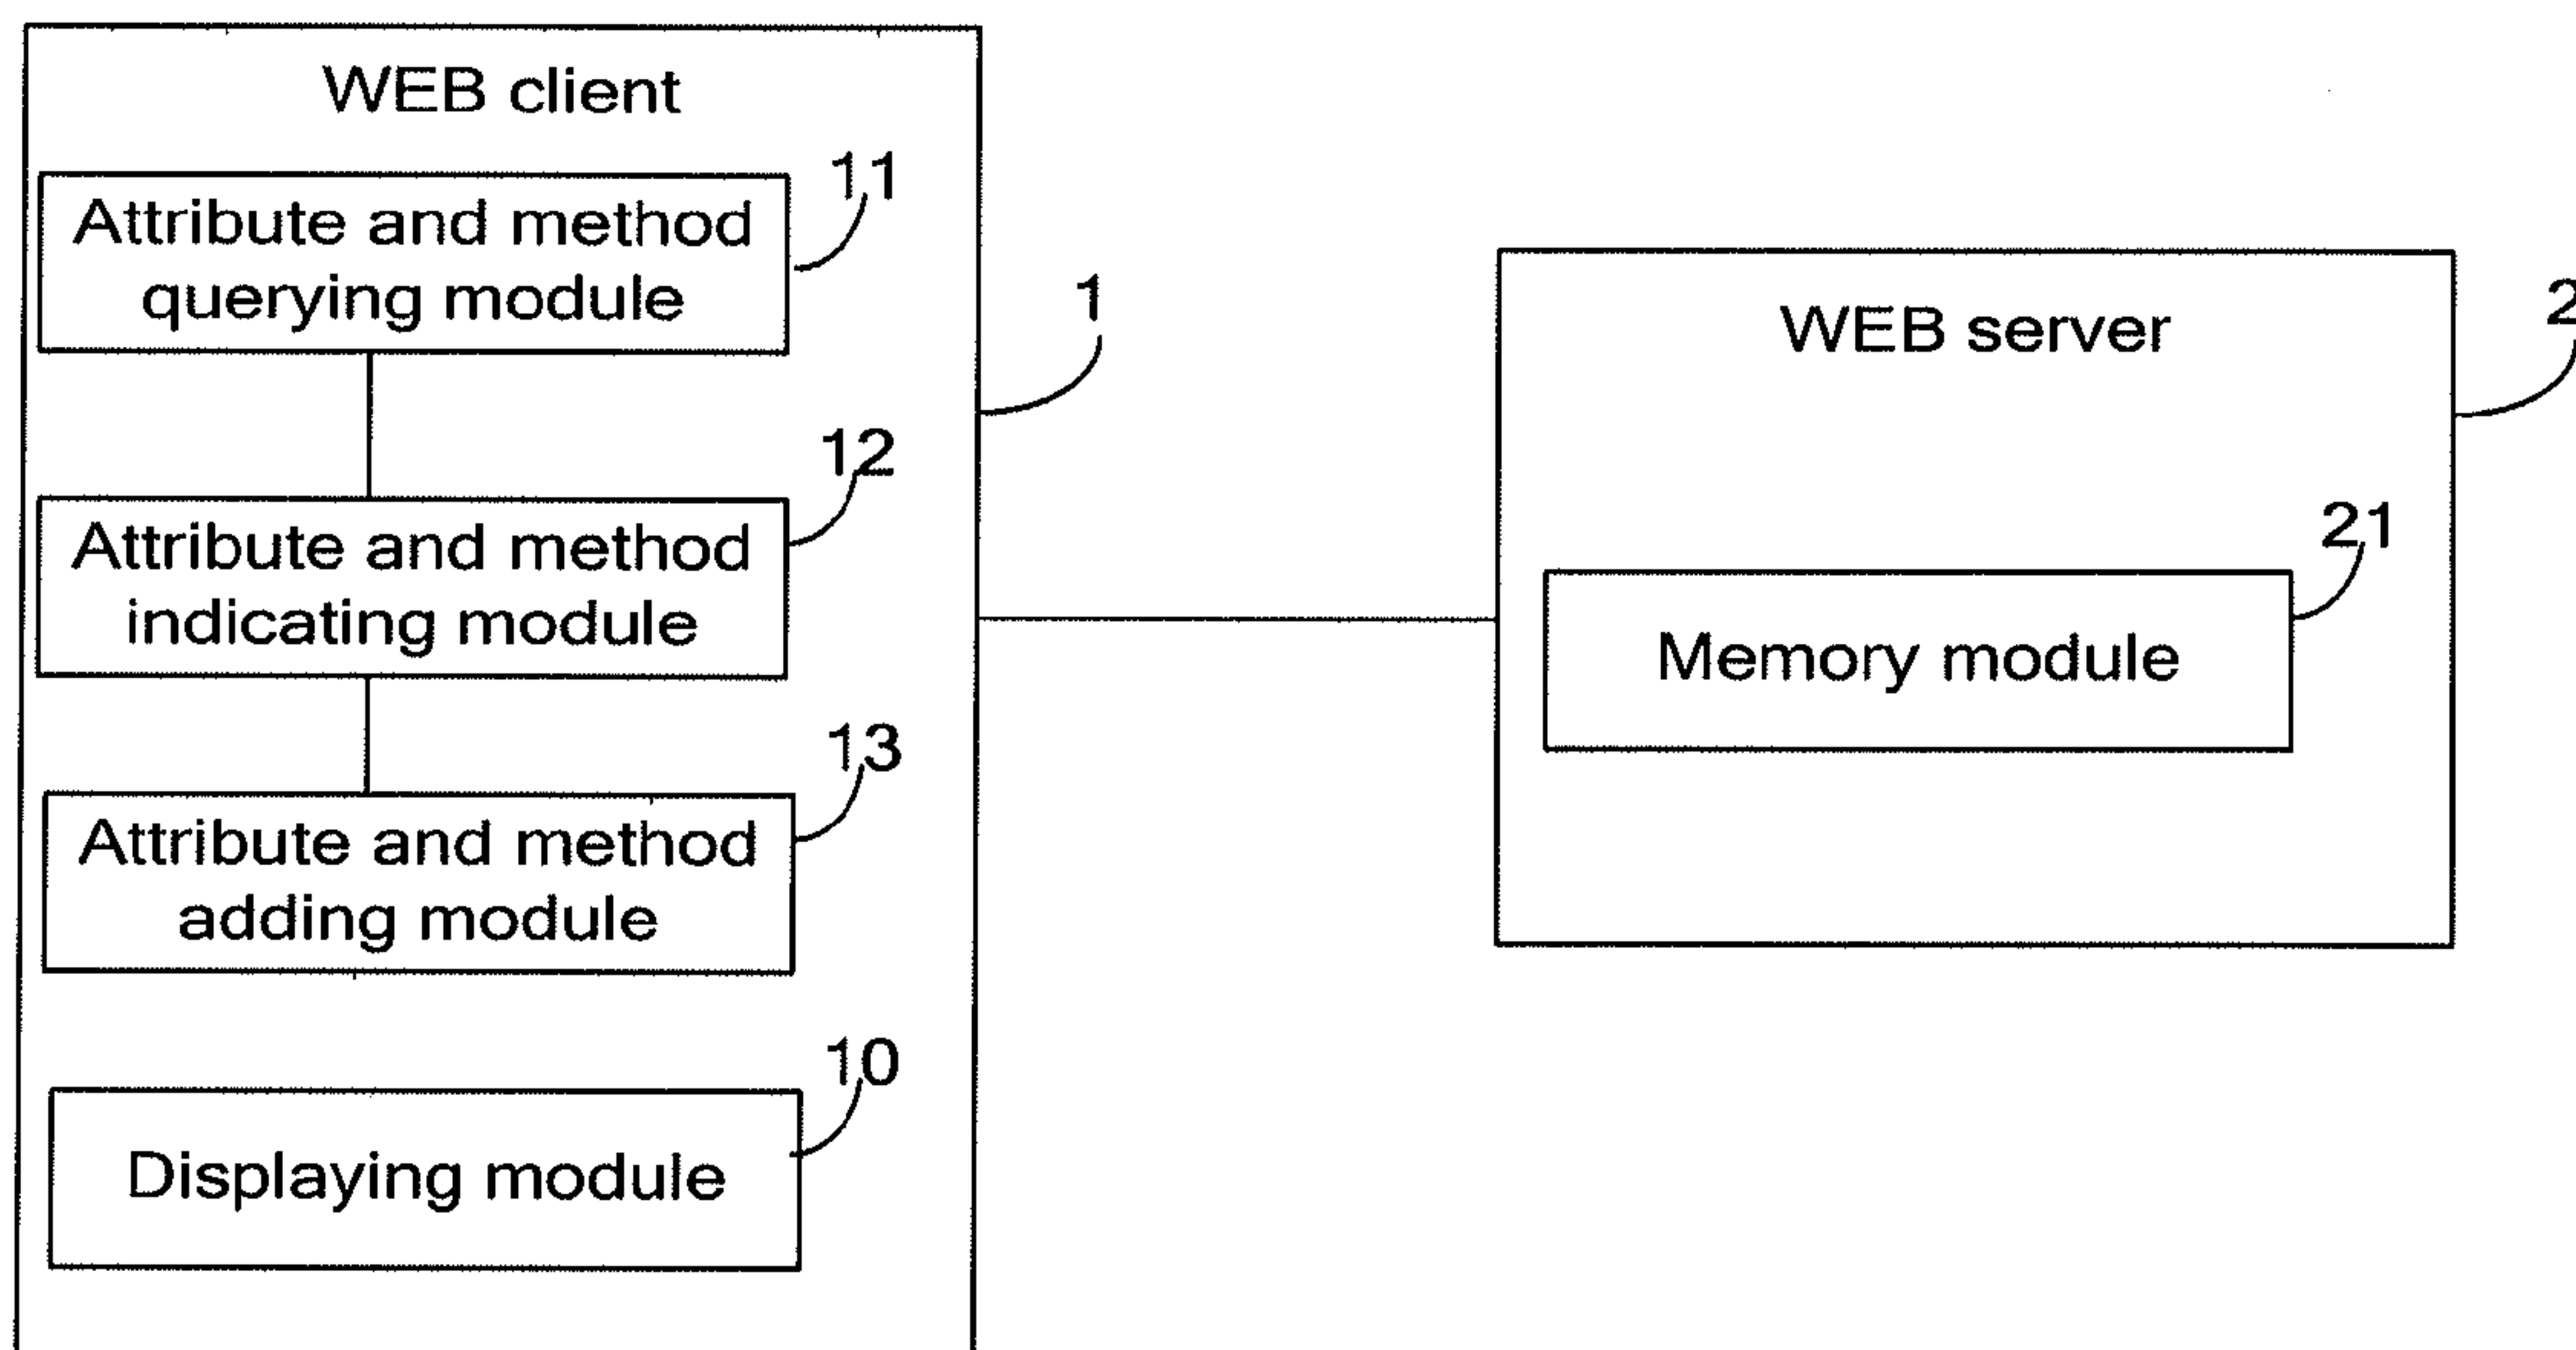 WEB client
11
Attribute and method
querying module
1
12
Attribute and method
indicating module
13
Attribute and method
adding module
10
Displaying module
2
WEB server
21
Memory module